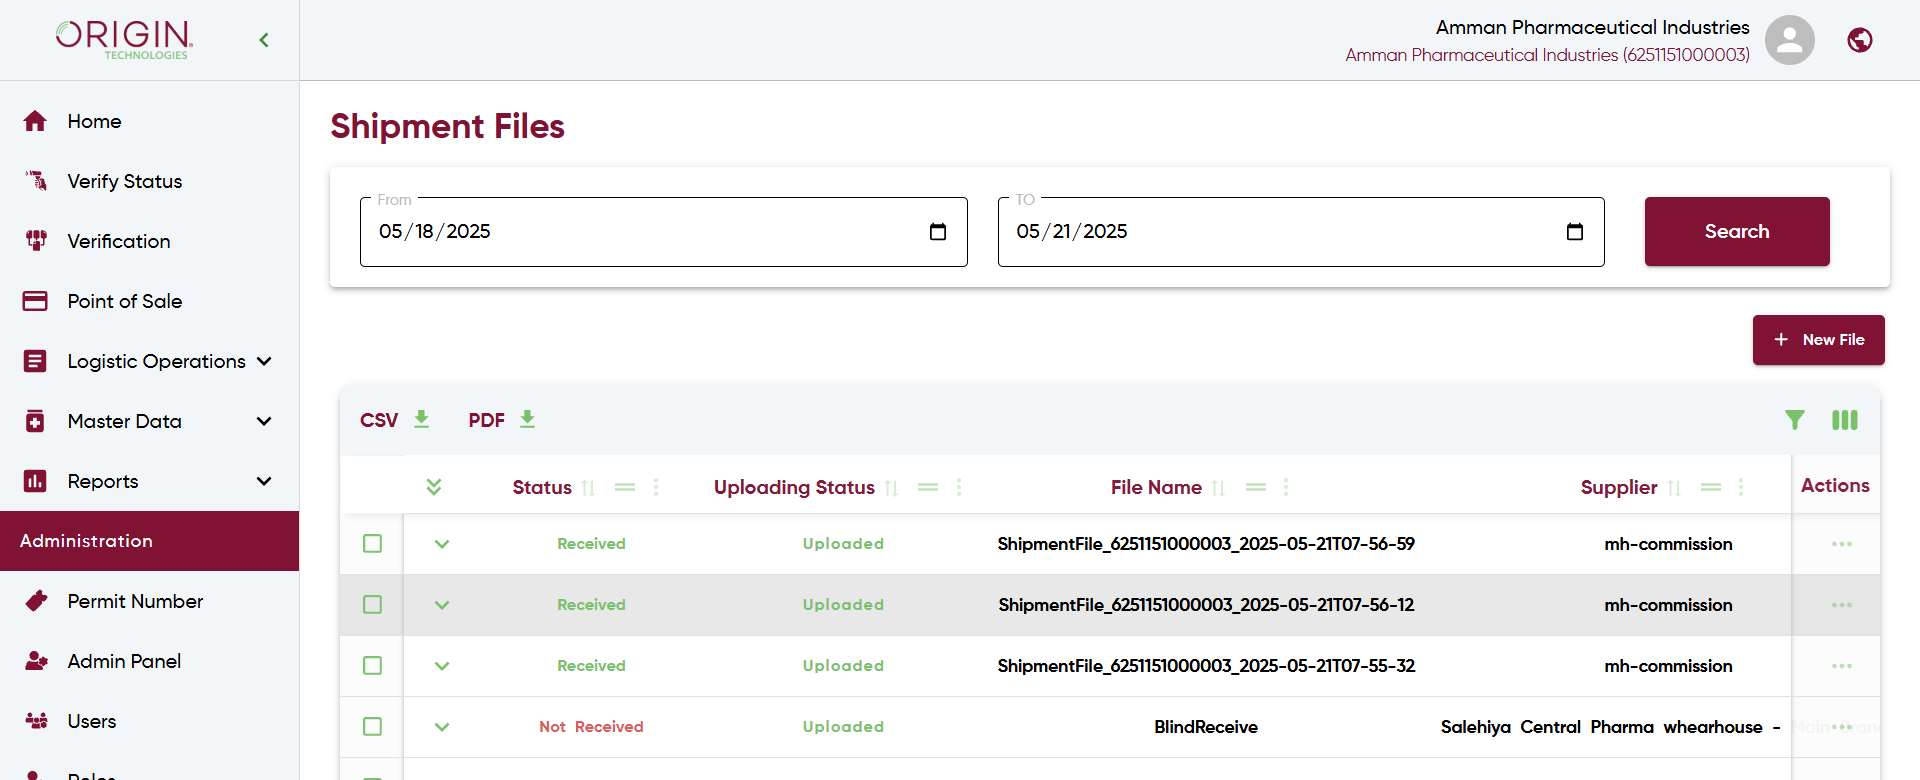 ORIGIN
TECHNOLOGIES
Amman Pharmaceutical Industries
Amman Pharmaceutical Industries (6251151000003)
Home
Verify Status
Verification
Point of Sale
Logistic Operations
Master Data
Reports
Administration
Permit Number
Admin Panel
Users
Roles
Shipment Files
From
05/18/2025
TO
05/21/2025
Search
+ New File
CSV
PDF
Status
Uploading Status
File Name
Supplier
Actions
Received Uploaded ShipmentFile_6251151000003_2025-05-21T07-56-59 mh-commission
Received Uploaded ShipmentFile_6251151000003_2025-05-21T07-56-12 mh-commission
Received Uploaded ShipmentFile_6251151000003_2025-05-21T07-55-32 mh-commission
Not Received Uploaded BlindReceive Salehiya Central Pharma whearhouse - Main